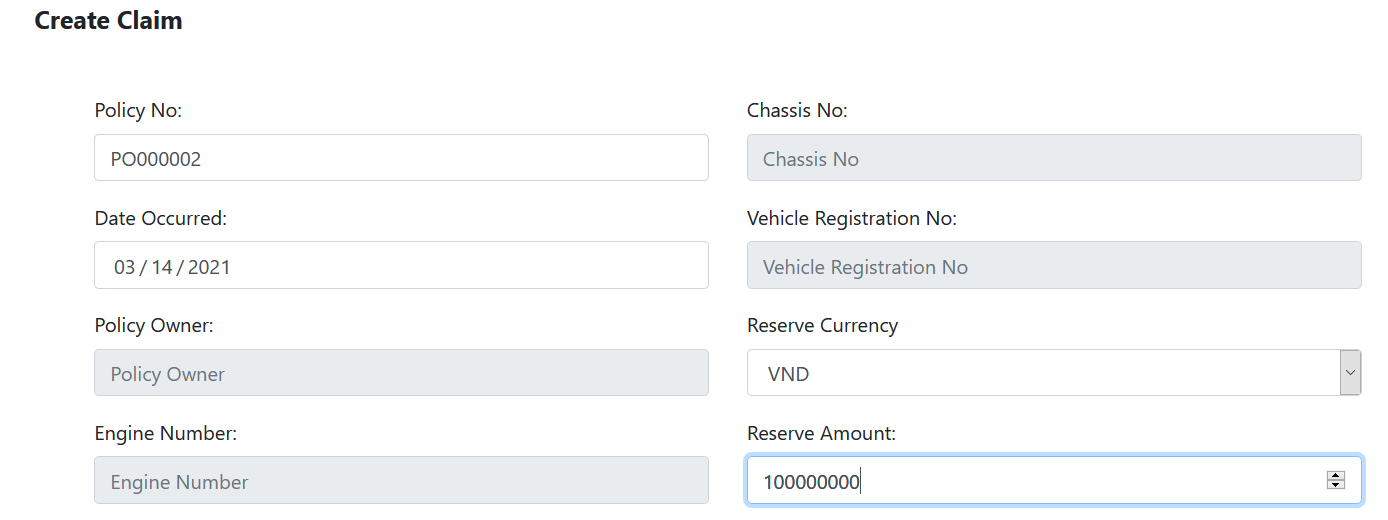 Create Claim
Policy No:
PO000002
Date Occurred:
03 / 14 / 2021
Policy Owner:
Policy Owner
Engine Number:
Engine Number
Chassis No:
Chassis No
Vehicle Registration No:
Vehicle Registration No
Reserve Currency
VND
Reserve Amount:
100000000